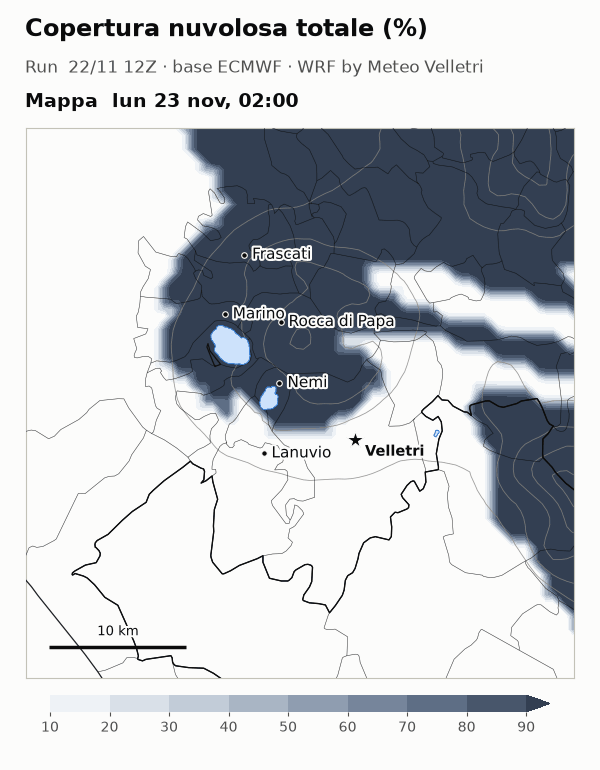 Copertura nuvolosa totale (%)
Run 22/11 12Z · base ECMWF · WRF by Meteo Velletri
Mappa lun 23 nov, 02:00
Frascati
Marino
Rocca di Papa
Nemi
Velletri
Lanuvio
10 km
10 20 30 40 50 60 70 80 90